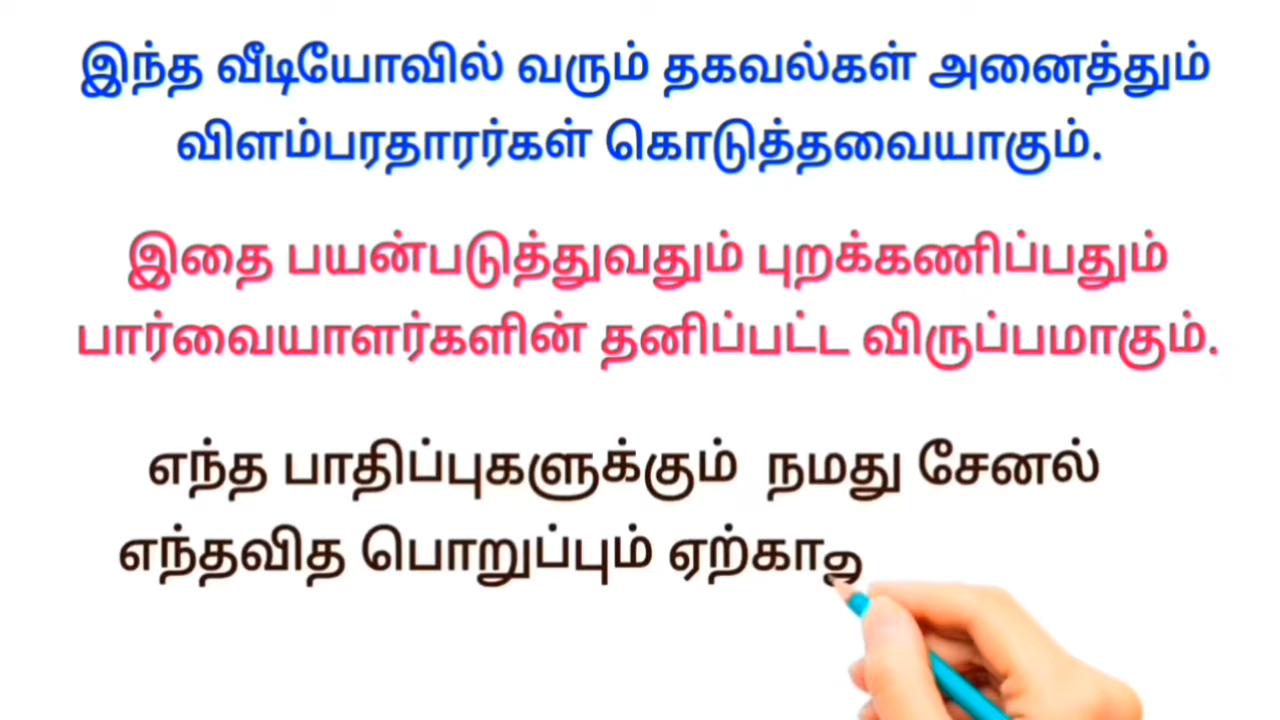 இந்த வீடியோவில் வரும் தகவல்கள் அனைத்தும்
விளம்பரதாரர்கள் கொடுத்தவையாகும்.
இதை பயன்படுத்துவதும் புறக்கணிப்பதும்
பார்வையாளர்களின் தனிப்பட்ட விருப்பமாகும்.
எந்த பாதிப்புகளுக்கும் நமது சேனல்
எந்தவித பொறுப்பும்